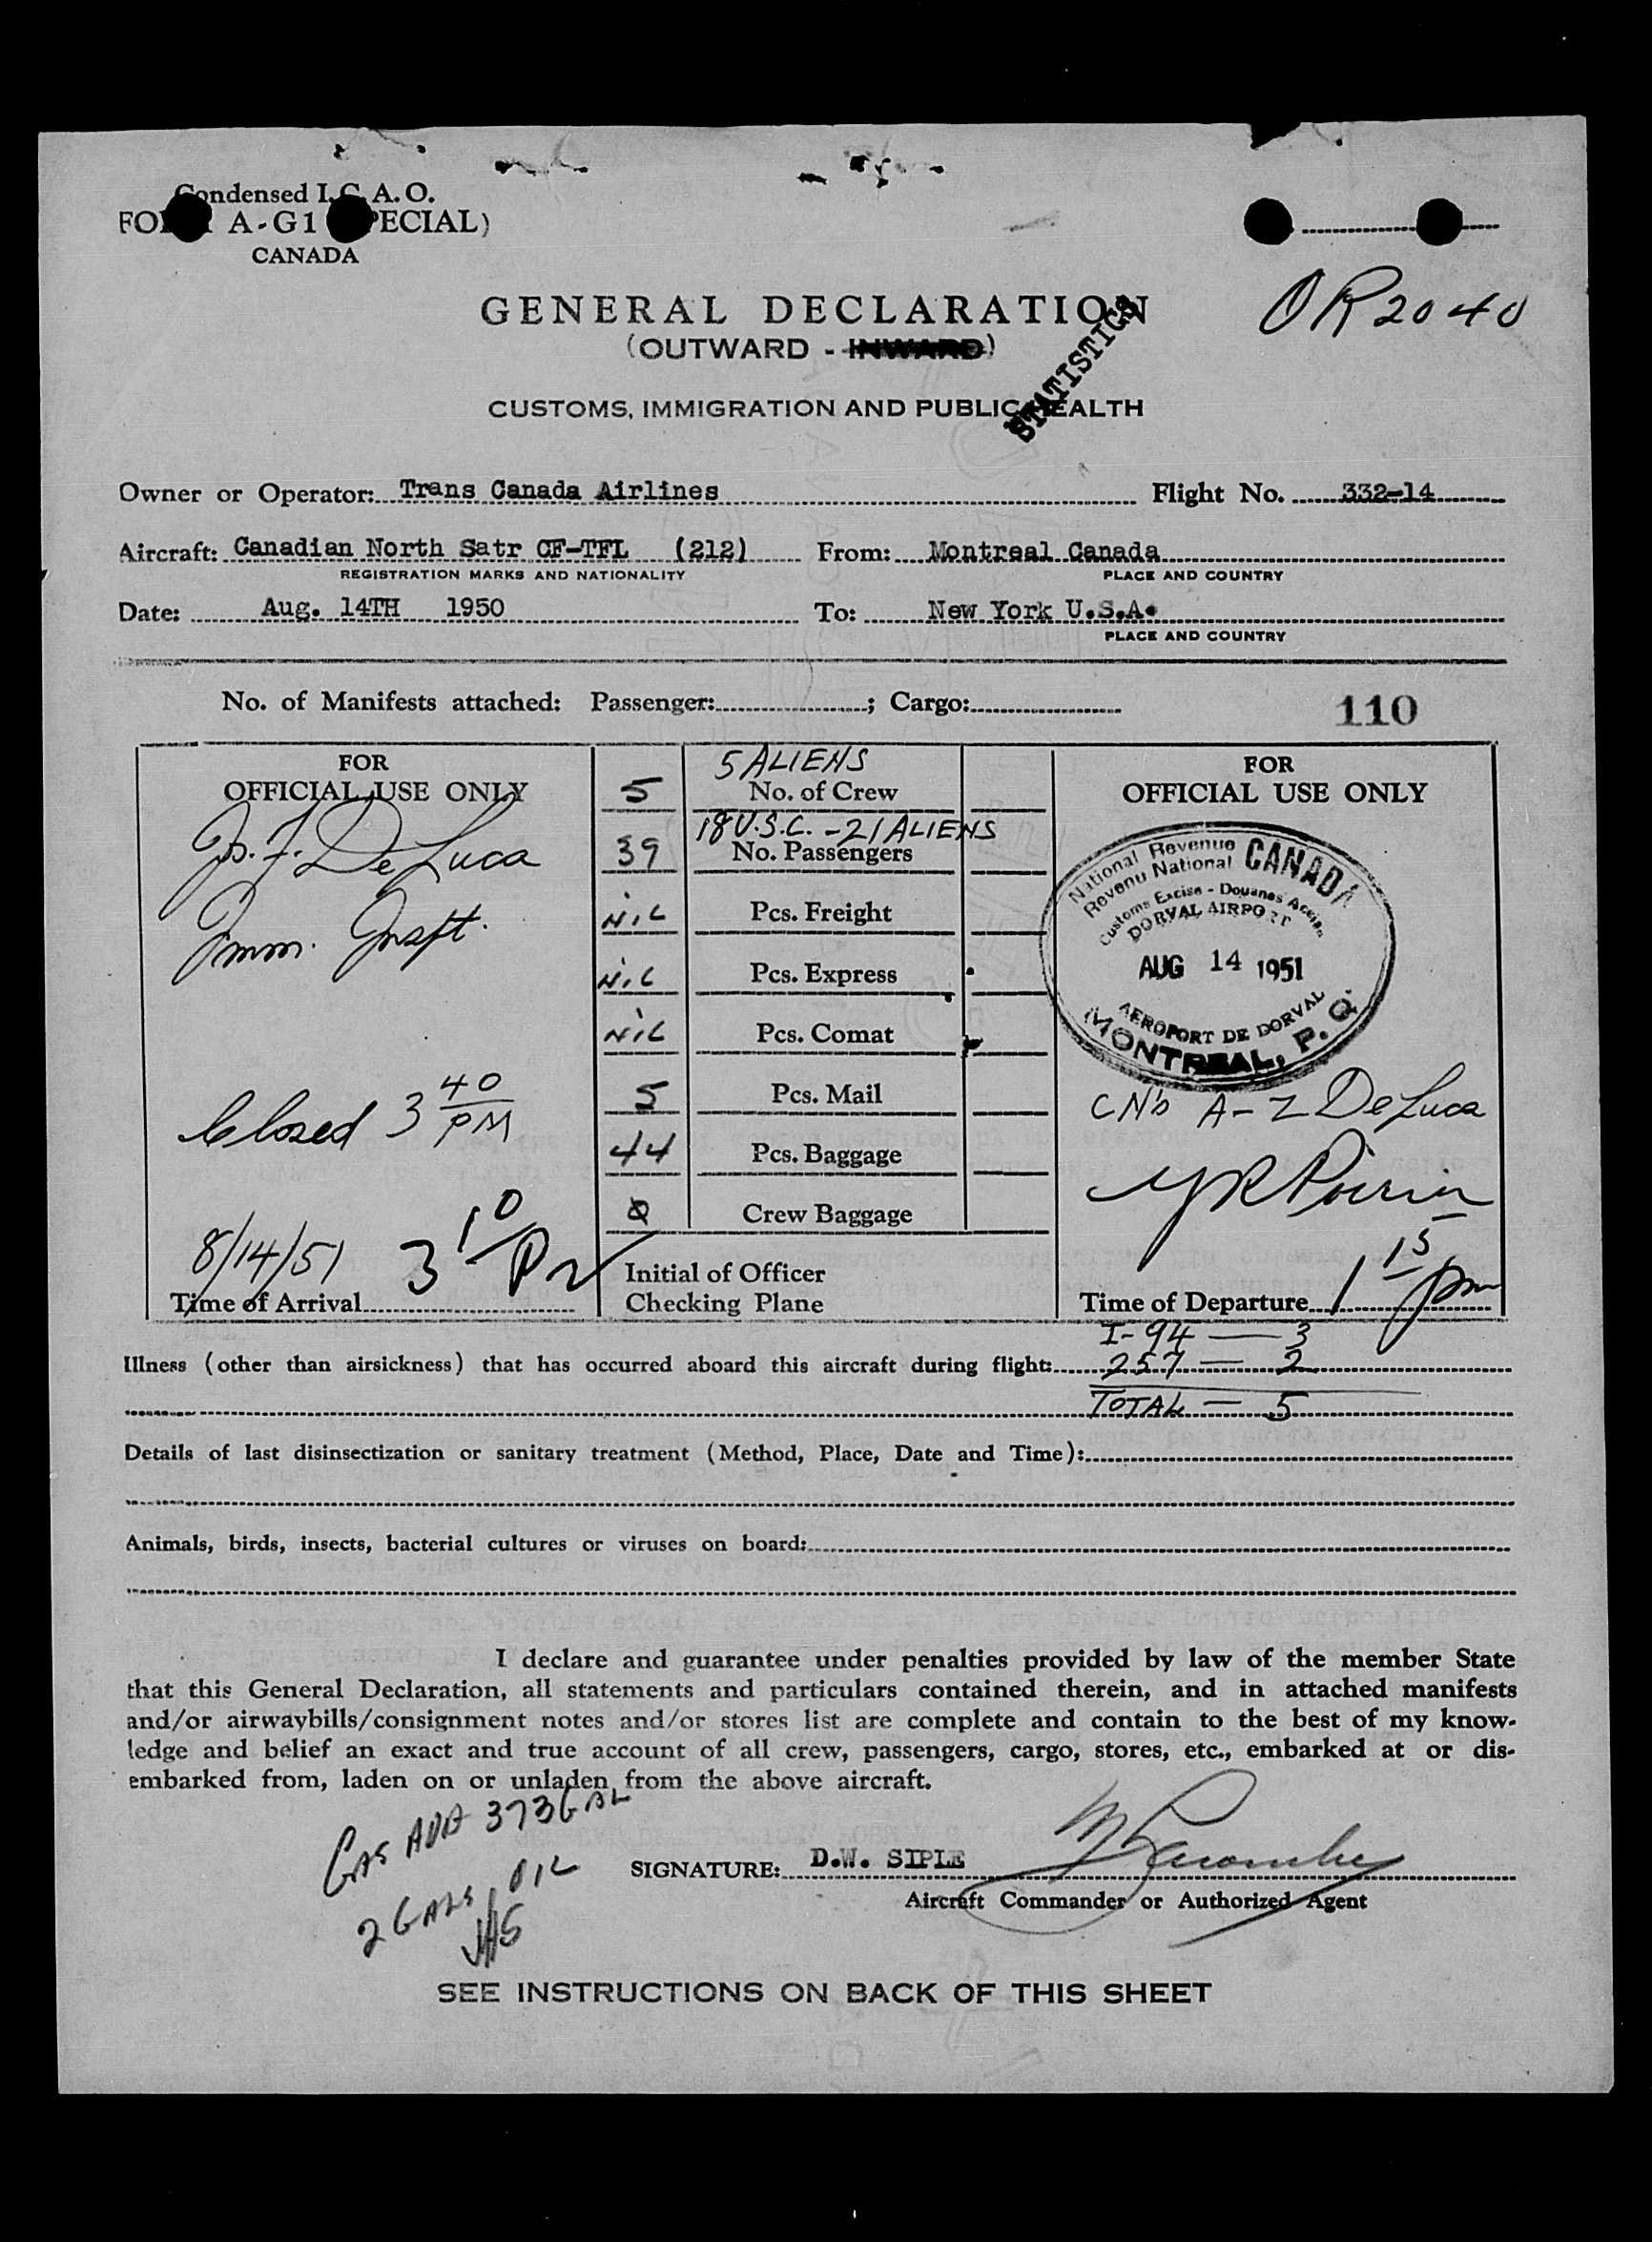 Condensed I.C.A.O.
FORM A-G1 (SPECIAL)
CANADA
OR 2040
GENERAL DECLARATION
(OUTWARD - INWARD)
STATISTICS
CUSTOMS, IMMIGRATION AND PUBLIC HEALTH
Owner or Operator: Trans Canada Airlines Flight No. 332-14
Aircraft: Canadian North Satr CF-TFL (212) From: Montreal Canada
REGISTRATION MARKS AND NATIONALITY PLACE AND COUNTRY
Date: Aug. 14TH 1950 To: New York U.S.A.
PLACE AND COUNTRY
No. of Manifests attached: Passenger: ; Cargo:
110
FOR
OFFICIAL USE ONLY
De Luca
Imm. Inspt.
Closed 3 40 PM
8/14/51 3 10 P
Time of Arrival
5 ALIENS
5 No. of Crew
18 U.S.C. - 21 ALIENS
39 No. Passengers
NIL Pcs. Freight
NIL Pcs. Express
NIL Pcs. Comat
5 Pcs. Mail
44 Pcs. Baggage
Crew Baggage
Initial of Officer
Checking Plane
FOR
OFFICIAL USE ONLY
National Revenue CANADA
Revenu National
Customs Excise - Douanes Accise
DORVAL AIRPORT
AUG 14 1951
AEROPORT DE DORVAL
MONTREAL, P.Q.
A-Z De Luca
Time of Departure 1 15 pm
I-94 — 3
Illness (other than airsickness) that has occurred aboard this aircraft during flight: 257 — 2
TOTAL — 5
Details of last disinsectization or sanitary treatment (Method, Place, Date and Time):
Animals, birds, insects, bacterial cultures or viruses on board:
I declare and guarantee under penalties provided by law of the member State
that this General Declaration, all statements and particulars contained therein, and in attached manifests
and/or airwaybills/consignment notes and/or stores list are complete and contain to the best of my know-
ledge and belief an exact and true account of all crew, passengers, cargo, stores, etc., embarked at or dis-
embarked from, laden on or unladen from the above aircraft.
GAS ADD 373 GAL
2 GALS OIL
SIGNATURE: D.W. SIPLE
Aircraft Commander or Authorized Agent
SEE INSTRUCTIONS ON BACK OF THIS SHEET